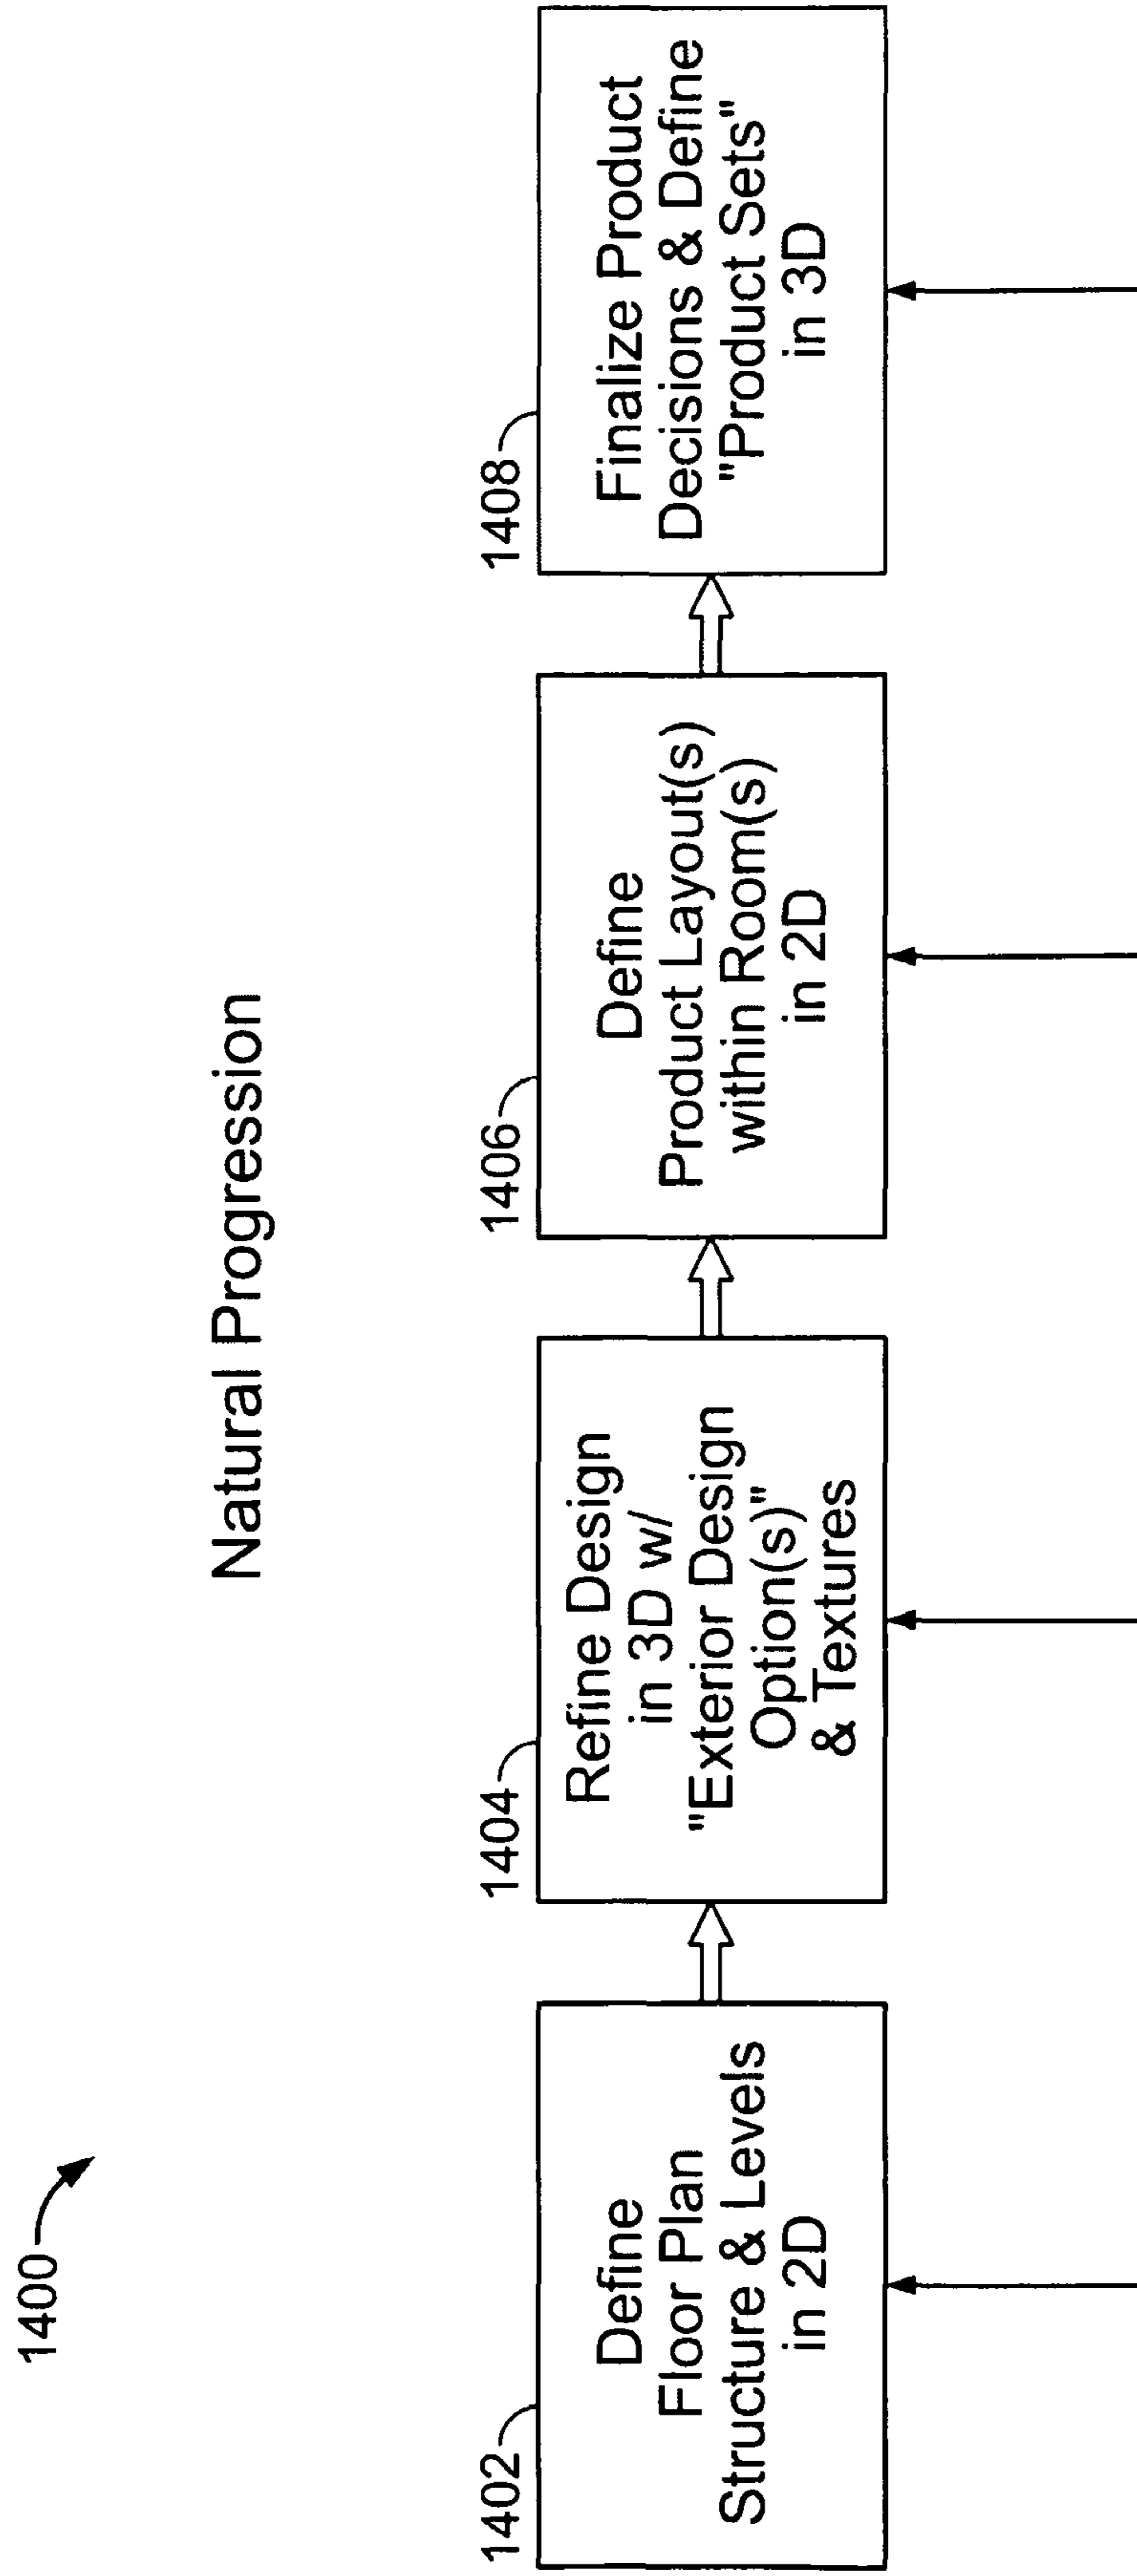 1400
Natural Progression
1402
Define
Floor Plan
Structure & Levels
in 2D
1404
Refine Design
in 3D w/
"Exterior Design
Option(s)"
& Textures
1406
Define
Product Layout(s)
within Room(s)
in 2D
1408
Finalize Product
Decisions & Define
"Product Sets"
in 3D